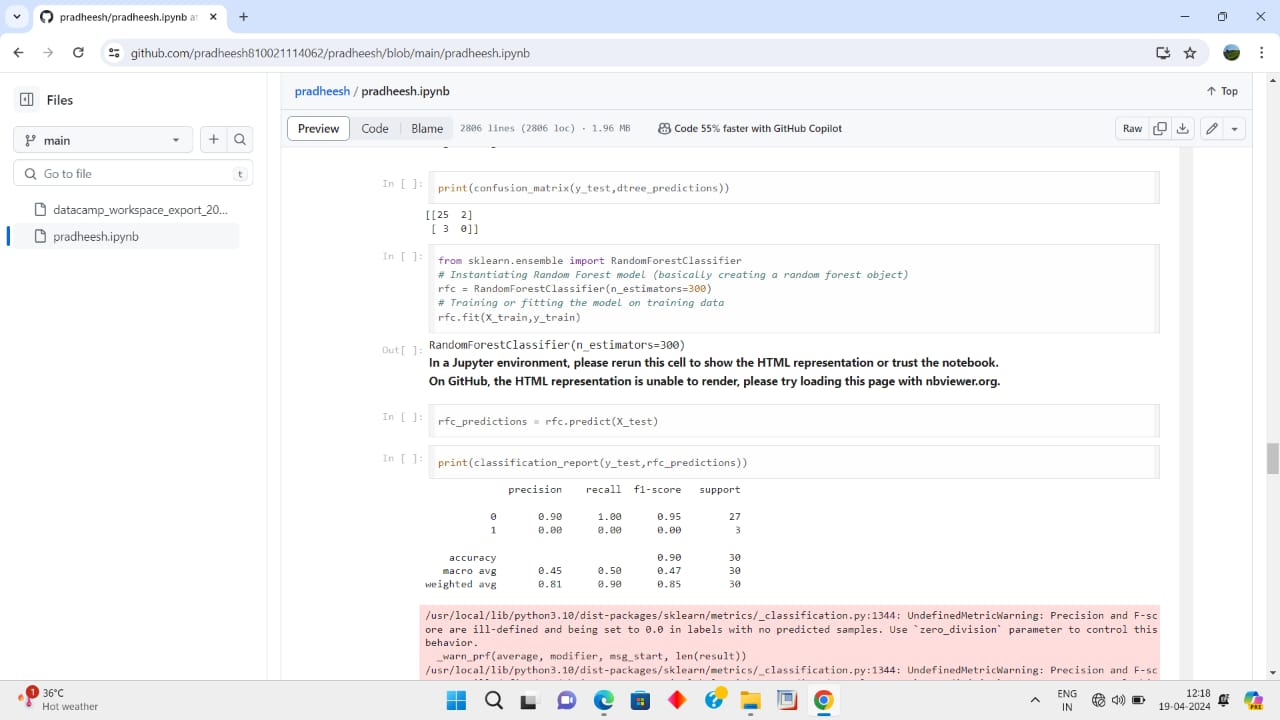 pradheesh/pradheesh.ipynb at
github.com/pradheesh810021114062/pradheesh/blob/main/pradheesh.ipynb
Files
pradheesh / pradheesh.ipynb
Top
main
Preview Code Blame 2806 lines (2806 loc) · 1.96 MB Code 55% faster with GitHub Copilot Raw
Go to file t
datacamp_workspace_export_20...
pradheesh.ipynb
In [ ]: print(confusion_matrix(y_test,dtree_predictions))
[[25  2]
 [ 3  0]]
In [ ]: from sklearn.ensemble import RandomForestClassifier
# Instantiating Random Forest model (basically creating a random forest object)
rfc = RandomForestClassifier(n_estimators=300)
# Training or fitting the model on training data
rfc.fit(X_train,y_train)
Out[ ]: RandomForestClassifier(n_estimators=300)
In a Jupyter environment, please rerun this cell to show the HTML representation or trust the notebook.
On GitHub, the HTML representation is unable to render, please try loading this page with nbviewer.org.
In [ ]: rfc_predictions = rfc.predict(X_test)
In [ ]: print(classification_report(y_test,rfc_predictions))
precision recall f1-score support
0 0.90 1.00 0.95 27
1 0.00 0.00 0.00 3
accuracy 0.90 30
macro avg 0.45 0.50 0.47 30
weighted avg 0.81 0.90 0.85 30
/usr/local/lib/python3.10/dist-packages/sklearn/metrics/_classification.py:1344: UndefinedMetricWarning: Precision and F-sc
ore are ill-defined and being set to 0.0 in labels with no predicted samples. Use `zero_division` parameter to control this
behavior.
_warn_prf(average, modifier, msg_start, len(result))
/usr/local/lib/python3.10/dist-packages/sklearn/metrics/_classification.py:1344: UndefinedMetricWarning: Precision and F-sc
1
36°C
Hot weather
ENG
IN
12:18
19-04-2024
PRE